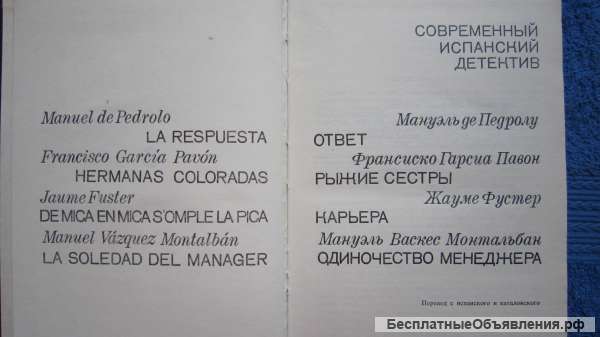 Manuel de Pedrolo
LA RESPUESTA
Francisco García Pavón
HERMANAS COLORADAS
Jaume Fuster
DE MICA EN MICA S'OMPLE LA PICA
Manuel Vázquez Montalbán
LA SOLEDAD DEL MANAGER
СОВРЕМЕННЫЙ
ИСПАНСКИЙ
ДЕТЕКТИВ
Мануэль де Педролу
ОТВЕТ
Франсиско Гарсиа Павон
РЫЖИЕ СЕСТРЫ
Жауме Фустер
КАРЬЕРА
Мануэль Васкес Монтальбан
ОДИНОЧЕСТВО МЕНЕДЖЕРА
Перевод с испанского и каталонского
БесплатныеОбъявления.рф